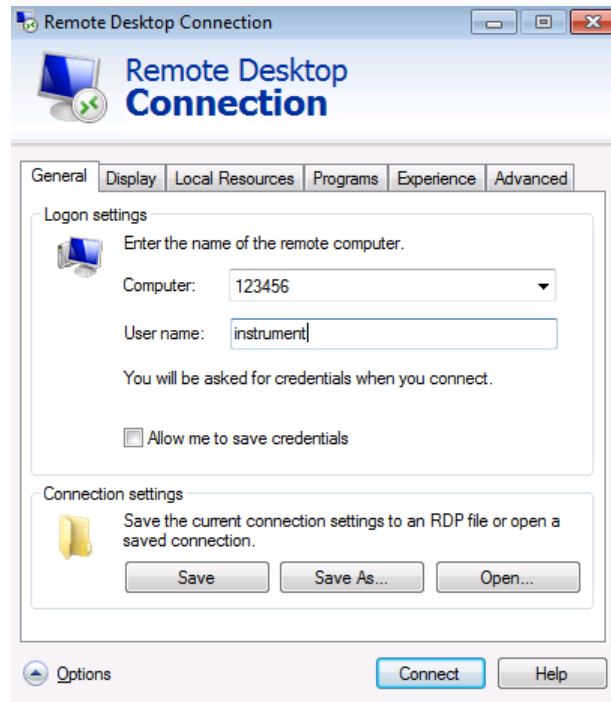 Remote Desktop Connection
Remote Desktop
Connection
General Display Local Resources Programs Experience Advanced
Logon settings
Enter the name of the remote computer.
Computer: 123456
User name: instrument
You will be asked for credentials when you connect.
Allow me to save credentials
Connection settings
Save the current connection settings to an RDP file or open a
saved connection.
Save Save As... Open...
Options Connect Help